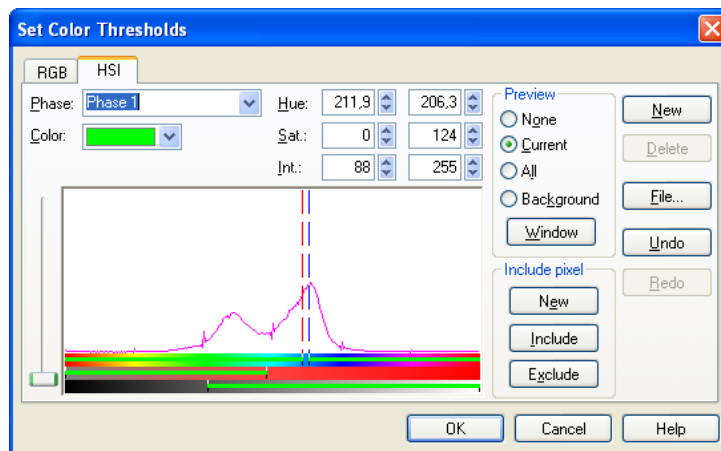 Set Color Thresholds
RGB HSI
Phase: Phase 1
Color:
Hue: 211,9 206,3
Sat.: 0 124
Int.: 88 255
Preview
None
Current
All
Background
Window
Include pixel
New
Include
Exclude
New
Delete
File...
Undo
Redo
OK Cancel Help